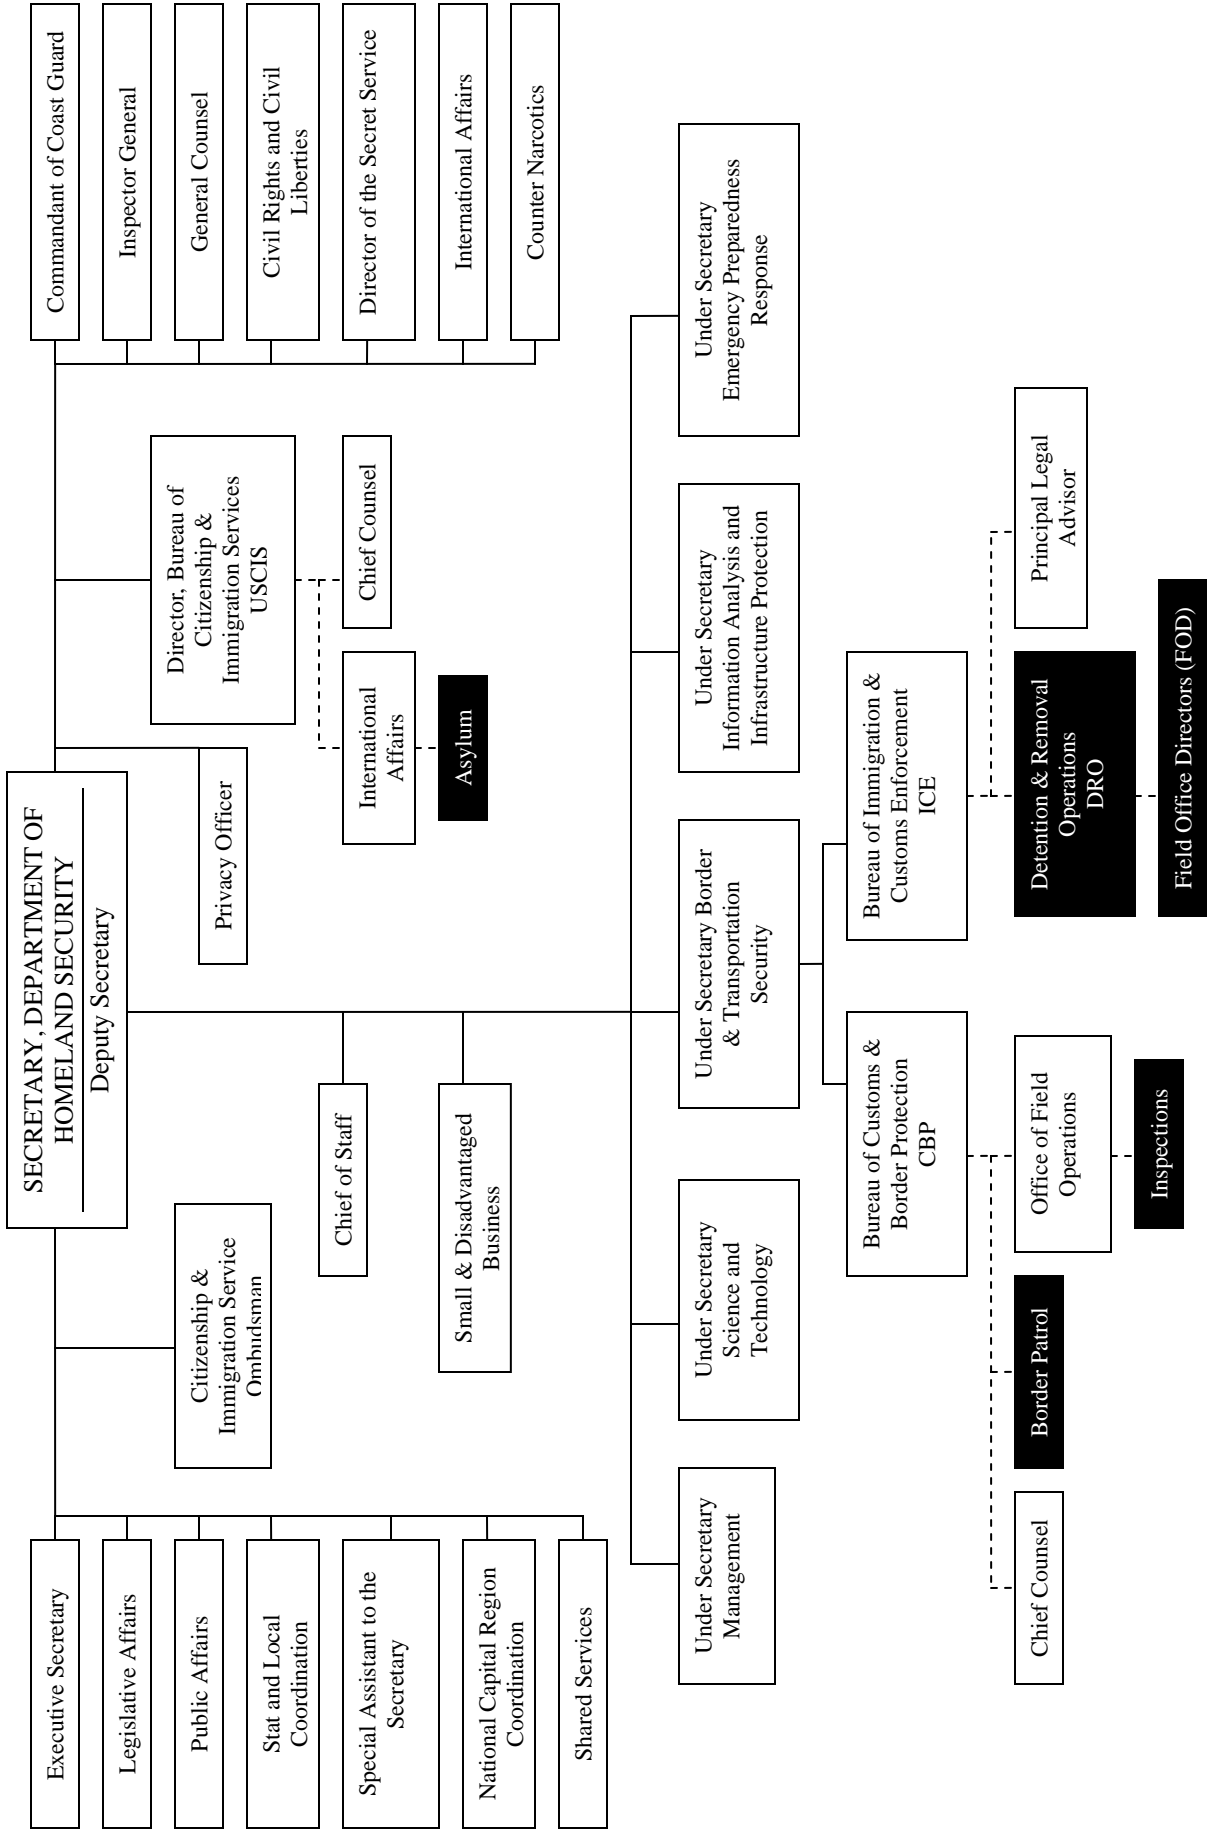 SECRETARY, DEPARTMENT OF
HOMELAND SECURITY
Deputy Secretary
Executive Secretary
Legislative Affairs
Public Affairs
Stat and Local
Coordination
Special Assistant to the
Secretary
National Capital Region
Coordination
Shared Services
Citizenship &
Immigration Service
Ombudsman
Chief of Staff
Small & Disadvantaged
Business
Privacy Officer
Director, Bureau of
Citizenship &
Immigration Services
USCIS
International
Affairs
Asylum
Chief Counsel
Commandant of Coast Guard
Inspector General
General Counsel
Civil Rights and Civil
Liberties
Director of the Secret Service
International Affairs
Counter Narcotics
Under Secretary
Management
Under Secretary
Science and
Technology
Under Secretary Border
& Transportation
Security
Under Secretary
Information Analysis and
Infrastructure Protection
Under Secretary
Emergency Preparedness
Response
Bureau of Customs &
Border Protection
CBP
Bureau of Immigration &
Customs Enforcement
ICE
Chief Counsel
Border Patrol
Office of Field
Operations
Inspections
Detention & Removal
Operations
DRO
Field Office Directors (FOD)
Principal Legal
Advisor